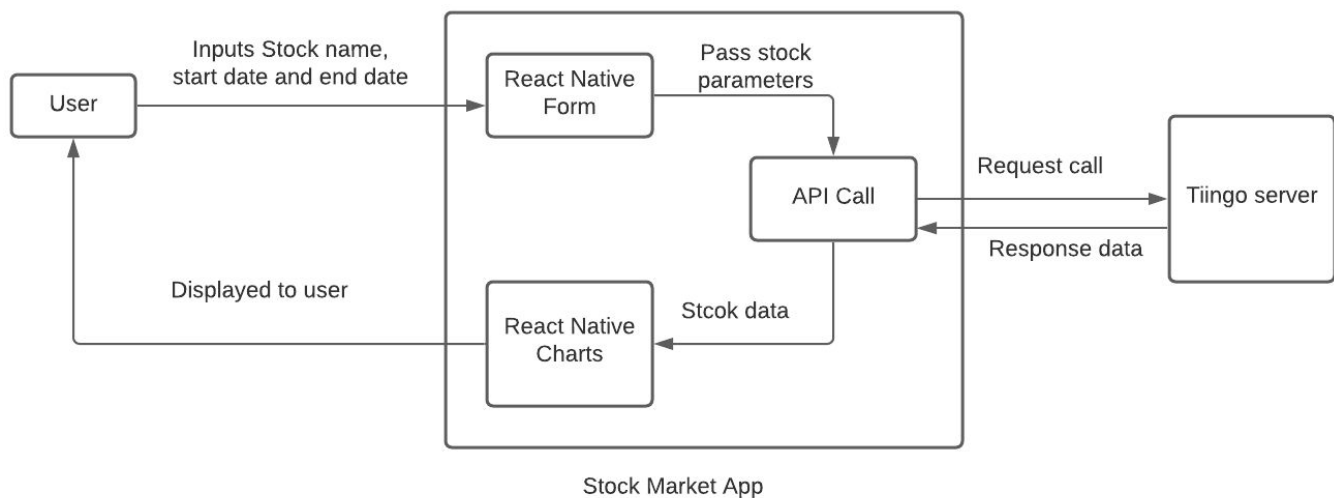 Inputs Stock name,
start date and end date
User
React Native
Form
Pass stock
parameters
API Call
Request call
Tiingo server
Response data
Stcok data
React Native
Charts
Displayed to user
Stock Market App